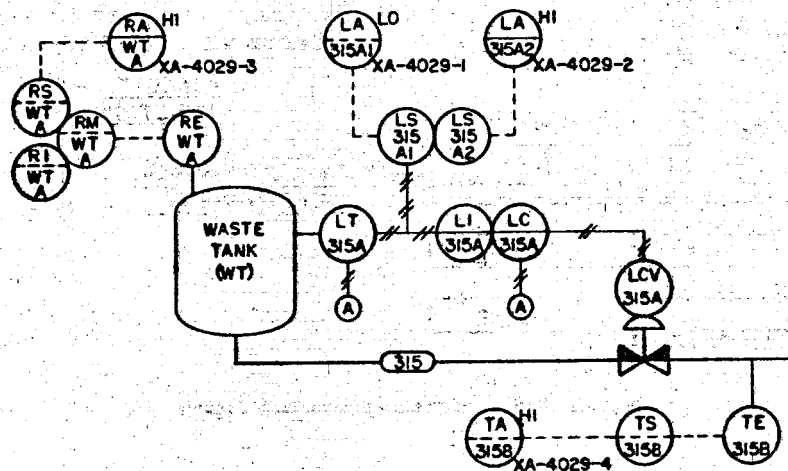 RA
WT
A
HI
XA-4029-3
LA
315A1
LO
XA-4029-1
LA
315A2
HI
XA-4029-2
RS
WT
A
RM
WT
A
RI
WT
A
RE
WT
A
LS
315
A1
LS
315
A2
WASTE
TANK
(WT)
LT
315A
LI
315A
LC
315A
LCV
315A
A
A
315
TA
315B
HI
XA-4029-4
TS
315B
TE
315B